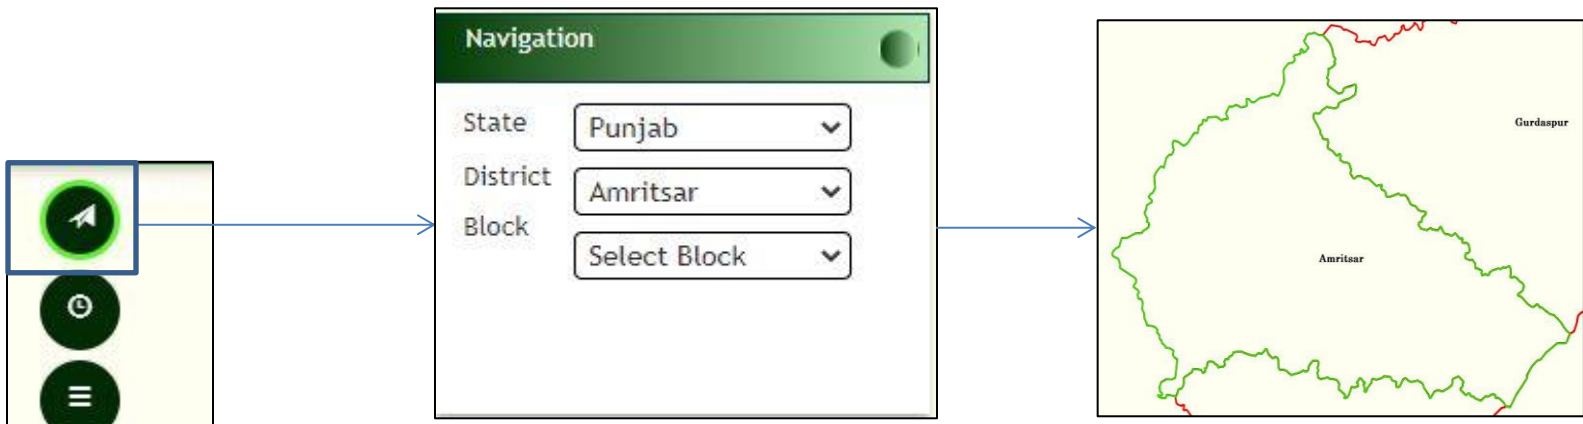 Navigation
State
Punjab
District
Amritsar
Block
Select Block
Gurdaspur
Amritsar